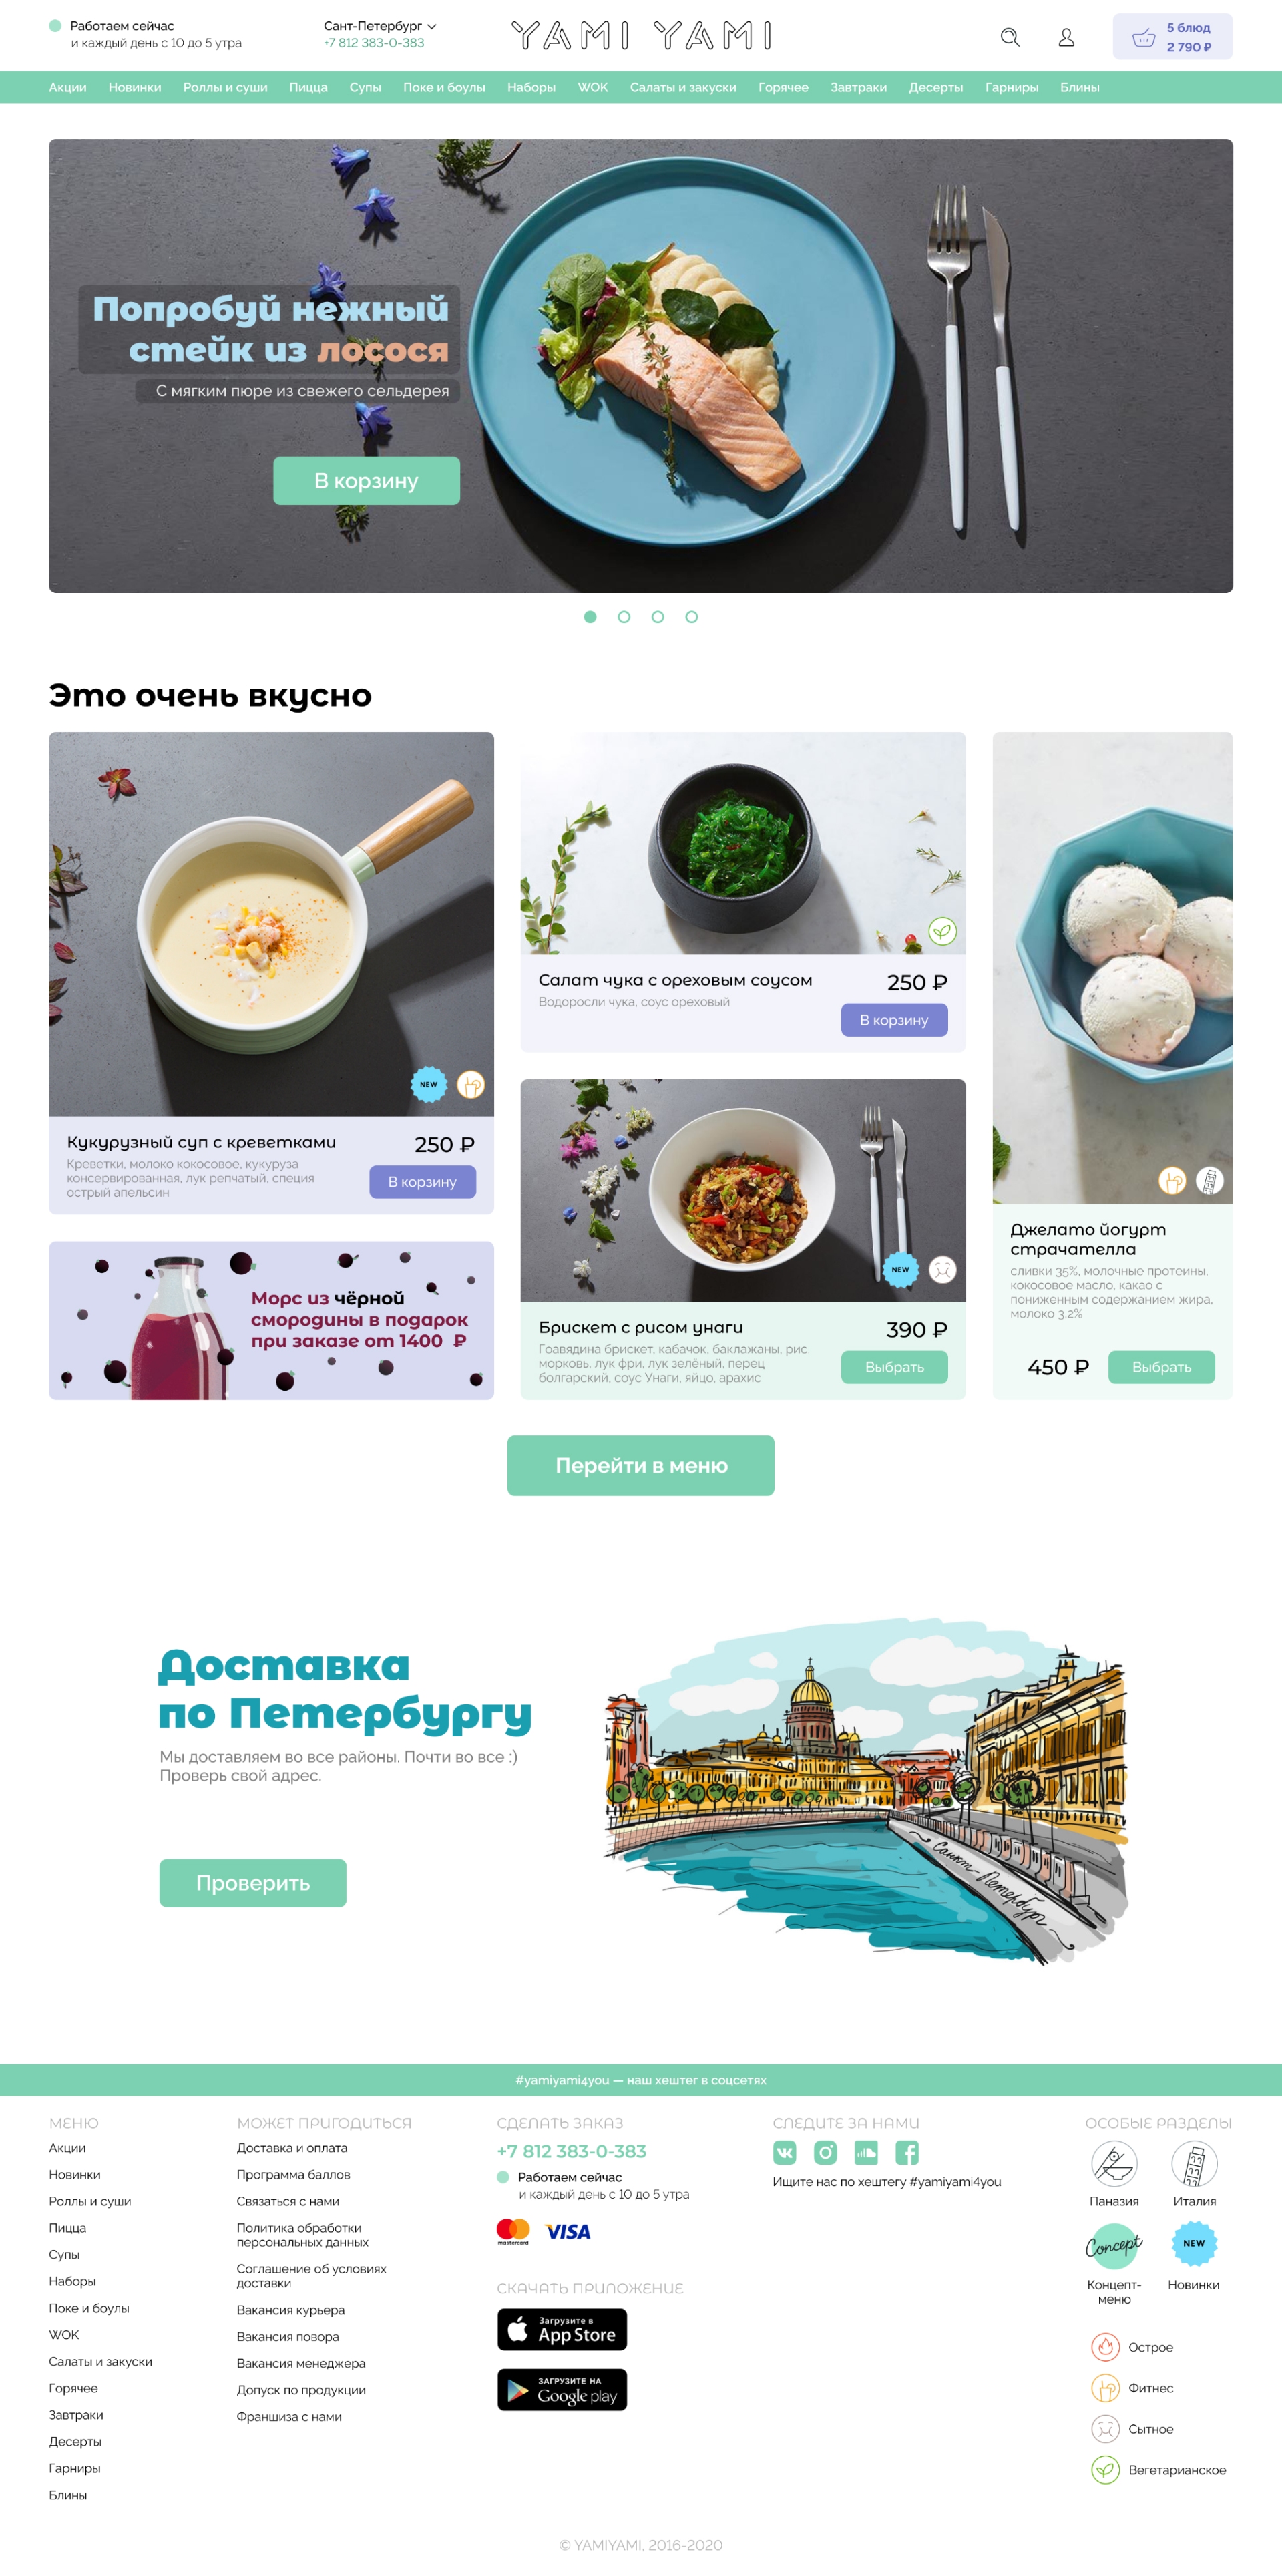 Работаем сейчас
и каждый день с 10 до 5 утра
Сант-Петербург
+7 812 383-0-383
YAMI YAMI
5 блюд
2 790 ₽
Акции Новинки Роллы и суши Пицца Супы Поке и боулы Наборы WOK Салаты и закуски Горячее Завтраки Десерты Гарниры Блины
Попробуй нежный
стейк из лосося
С мягким пюре из свежего сельдерея
В корзину
Это очень вкусно
NEW
Кукурузный суп с креветками
250 ₽
Креветки, молоко кокосовое, кукуруза
консервированная, лук репчатый, специя
острый апельсин
В корзину
Морс из чёрной
смородины в подарок
при заказе от 1400 ₽
Салат чука с ореховым соусом
250 ₽
Водоросли чука, соус ореховый
В корзину
NEW
Брискет с рисом унаги
390 ₽
Гоавядина брискет, кабачок, баклажаны, рис,
морковь, лук фри, лук зелёный, перец
болгарский, соус Унаги, яйцо, арахис
Выбрать
Джелато йогурт
страчателла
сливки 35%, молочные протеины,
кокосовое масло, какао с
пониженным содержанием жира,
молоко 3,2%
450 ₽
Выбрать
Перейти в меню
Доставка
по Петербургу
Мы доставляем во все районы. Почти во все :)
Проверь свой адрес.
Проверить
Санкт-Петербург
#yamiyami4you — наш хештег в соцсетях
МЕНЮ
Акции
Новинки
Роллы и суши
Пицца
Супы
Наборы
Поке и боулы
WOK
Салаты и закуски
Горячее
Завтраки
Десерты
Гарниры
Блины
МОЖЕТ ПРИГОДИТЬСЯ
Доставка и оплата
Программа баллов
Связаться с нами
Политика обработки
персональных данных
Соглашение об условиях
доставки
Вакансия курьера
Вакансия повора
Вакансия менеджера
Допуск по продукции
Франшиза с нами
СДЕЛАТЬ ЗАКАЗ
+7 812 383-0-383
Работаем сейчас
и каждый день с 10 до 5 утра
mastercard
VISA
СКАЧАТЬ ПРИЛОЖЕНИЕ
Загрузите в
App Store
ЗАГРУЗИТЕ НА
Google play
СЛЕДИТЕ ЗА НАМИ
Ищите нас по хештегу #yamiyami4you
ОСОБЫЕ РАЗДЕЛЫ
Паназия
Италия
Concept
NEW
Концепт-
меню
Новинки
Острое
Фитнес
Сытное
Вегетарианское
© YAMIYAMI, 2016-2020